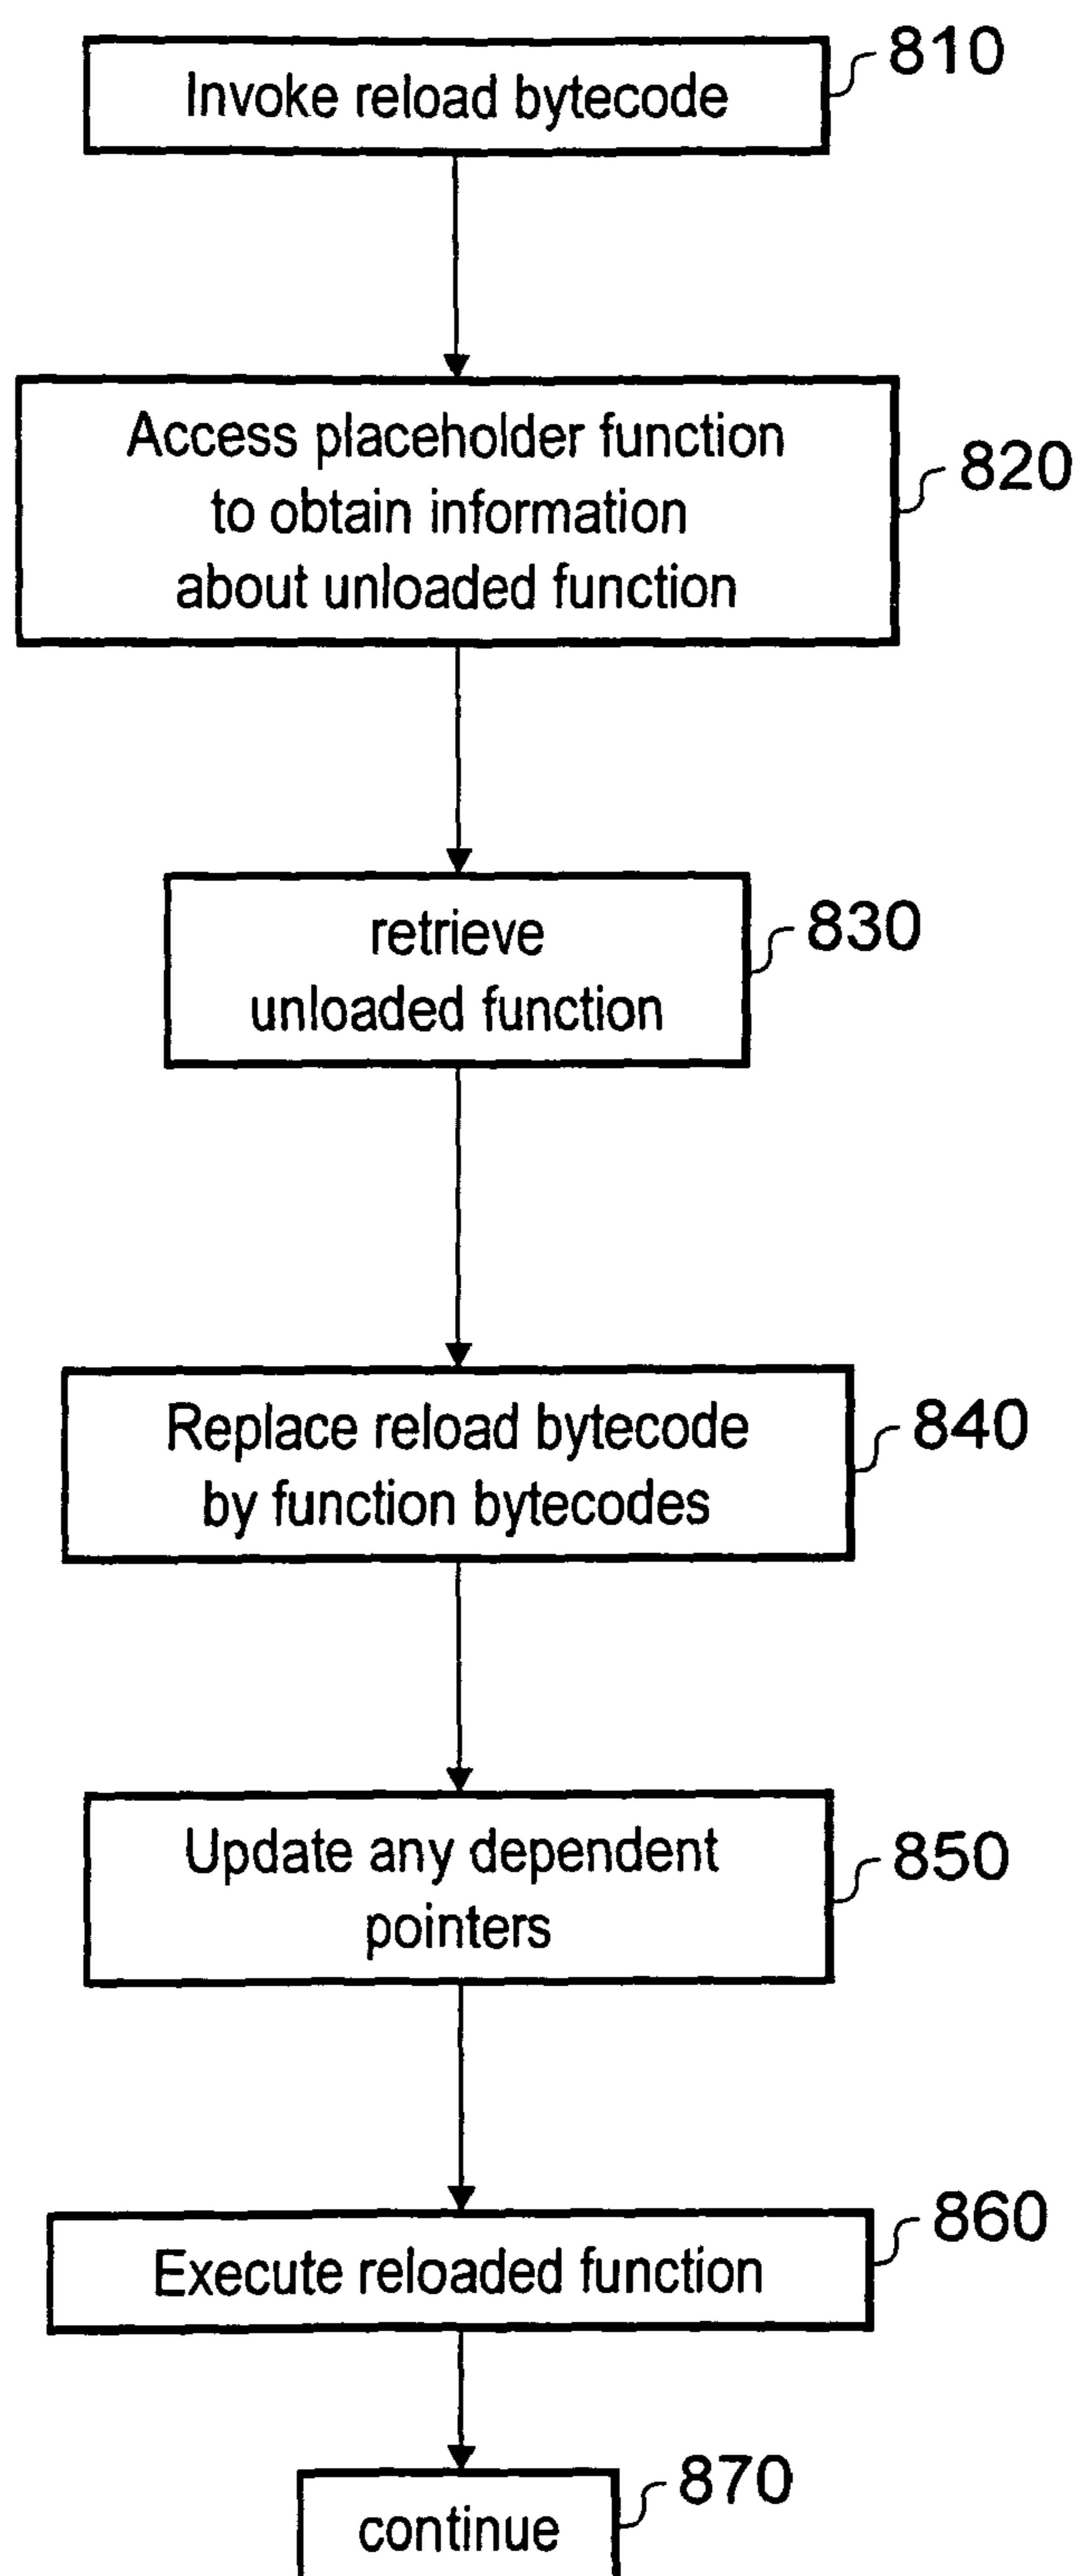 Invoke reload bytecode
810
Access placeholder function
to obtain information
about unloaded function
820
retrieve
unloaded function
830
Replace reload bytecode
by function bytecodes
840
Update any dependent
pointers
850
Execute reloaded function
860
continue
870